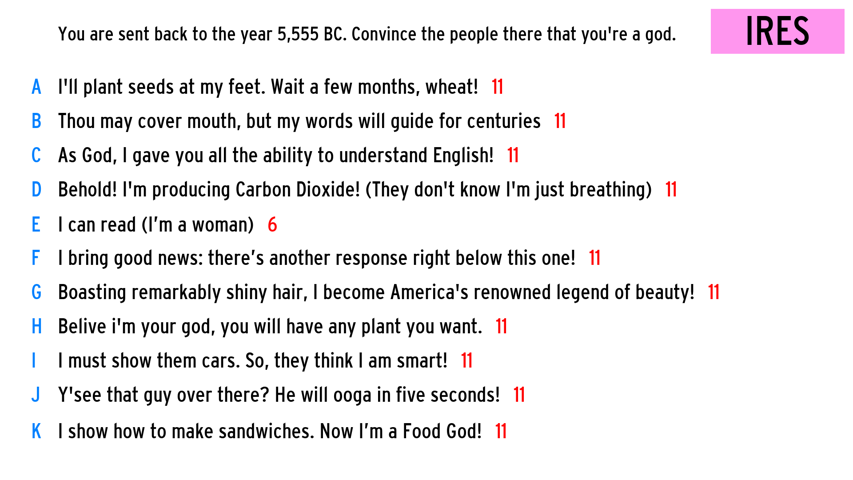 You are sent back to the year 5,555 BC. Convince the people there that you're a god.
IRES
A I'll plant seeds at my feet. Wait a few months, wheat! 11
B Thou may cover mouth, but my words will guide for centuries 11
C As God, I gave you all the ability to understand English! 11
D Behold! I'm producing Carbon Dioxide! (They don't know I'm just breathing) 11
E I can read (I’m a woman) 6
F I bring good news: there’s another response right below this one! 11
G Boasting remarkably shiny hair, I become America's renowned legend of beauty! 11
H Belive i'm your god, you will have any plant you want. 11
I I must show them cars. So, they think I am smart! 11
J Y'see that guy over there? He will ooga in five seconds! 11
K I show how to make sandwiches. Now I’m a Food God! 11